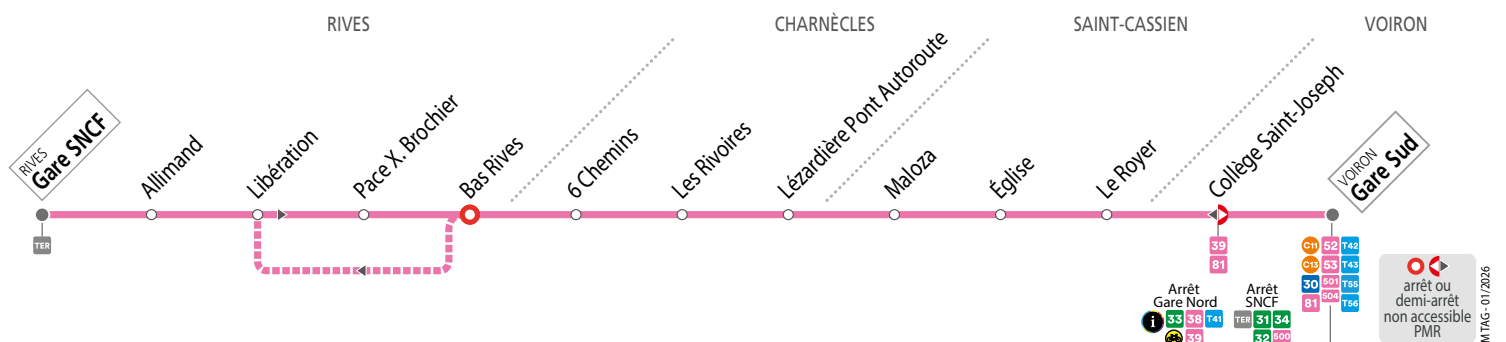 RIVES
CHARNÈCLES
SAINT-CASSIEN
VOIRON
RIVES
Gare SNCF
Allimand
Libération
Pace X. Brochier
Bas Rives
6 Chemins
Les Rivoires
Lézardière Pont Autoroute
Maloza
Église
Le Royer
Collège Saint-Joseph
VOIRON
Gare Sud
TER
39
81
C11 52 T42
C13 53 T43
30 501 T55
81 504 T56
Arrêt
Gare Nord
i 33 38 T41
39
Arrêt
SNCF
TER 31 34
32 500
arrêt ou
demi-arrêt
non accessible
PMR
M TAG - 01/2026